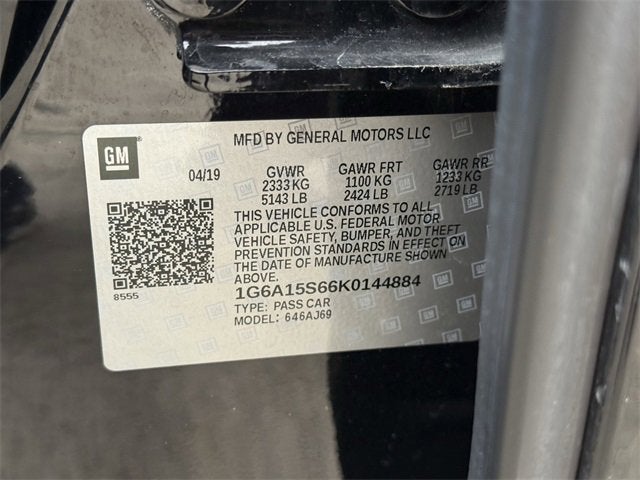 MFD BY GENERAL MOTORS LLC
GM
04/19 GVWR GAWR FRT GAWR RR
2333 KG 1100 KG 1233 KG
5143 LB 2424 LB 2719 LB
THIS VEHICLE CONFORMS TO ALL
APPLICABLE U.S. FEDERAL MOTOR
VEHICLE SAFETY, BUMPER, AND THEFT
PREVENTION STANDARDS IN EFFECT ON
THE DATE OF MANUFACTURE SHOWN
ABOVE.
8555
1G6A15S66K0144884
TYPE: PASS CAR
MODEL: 646AJ69